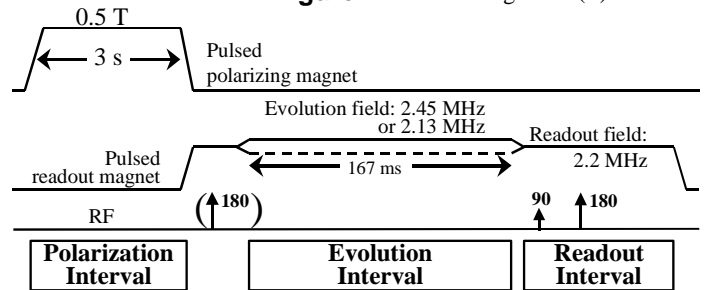 0.5 T
3 s
Pulsed
polarizing magnet
Evolution field: 2.45 MHz
or 2.13 MHz
Readout field:
2.2 MHz
Pulsed
readout magnet
167 ms
RF
(180)
90
180
Polarization
Interval
Evolution
Interval
Readout
Interval